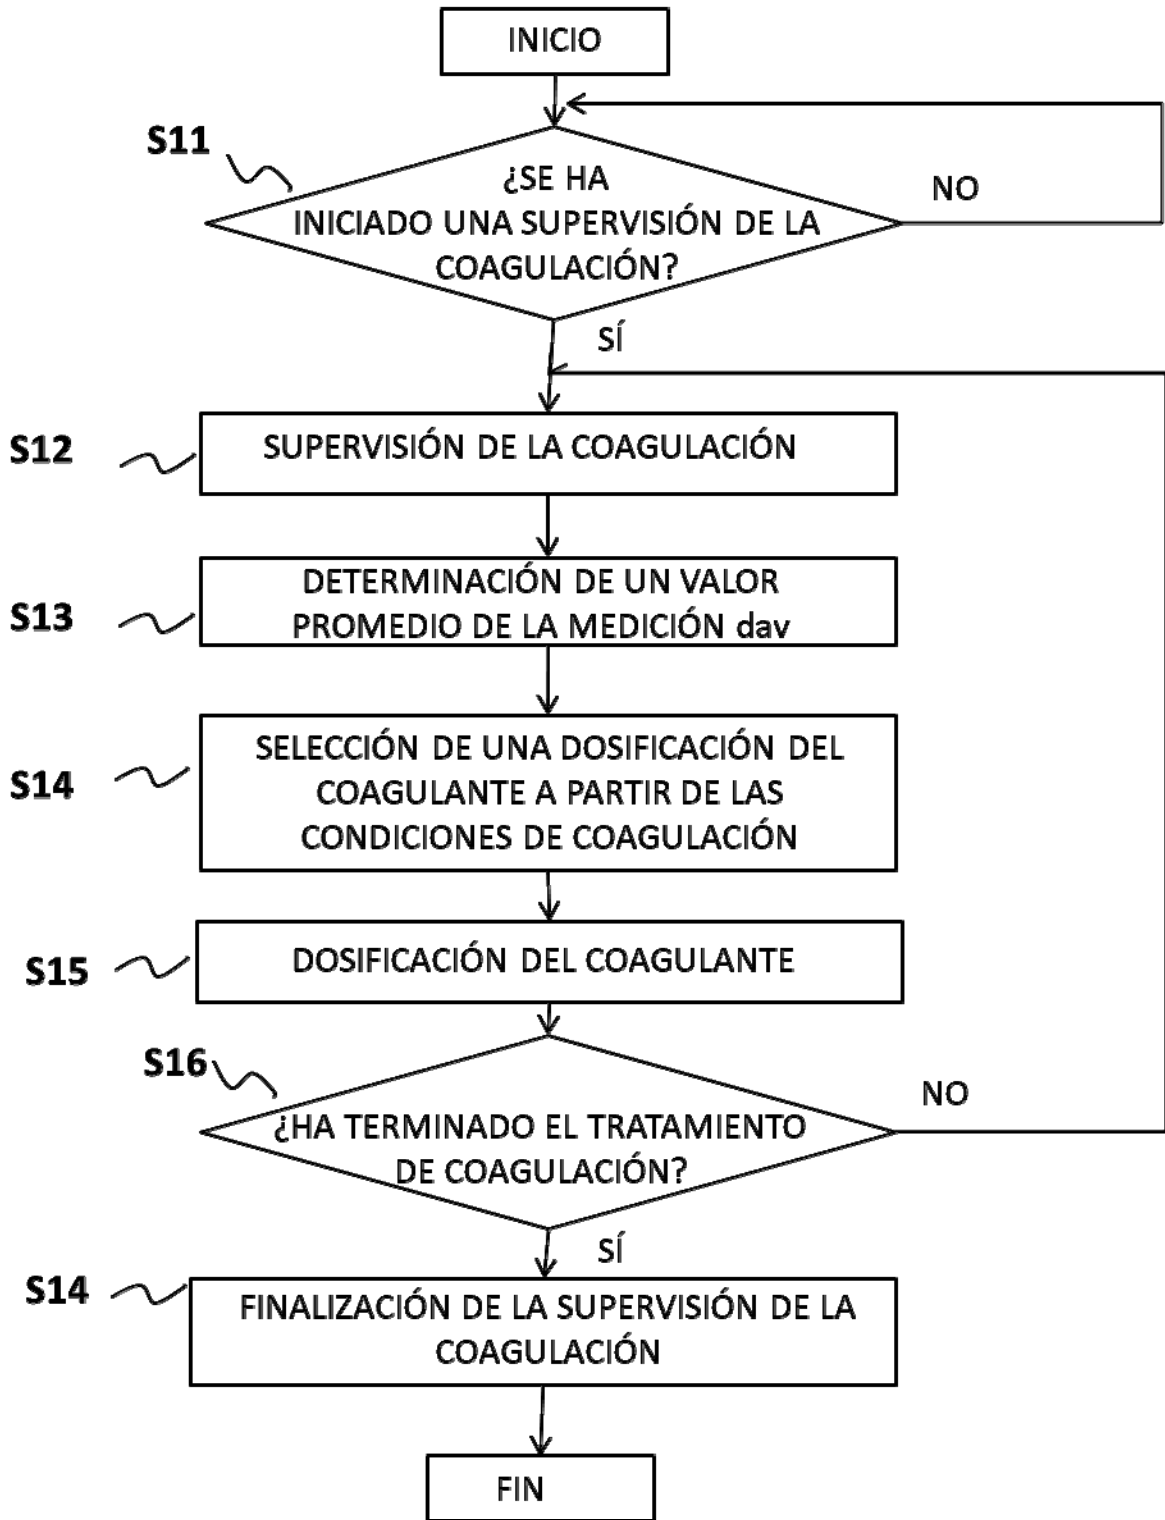 INICIO
S11
¿SE HA
INICIADO UNA SUPERVISIÓN DE LA
COAGULACIÓN?
NO
SÍ
S12
SUPERVISIÓN DE LA COAGULACIÓN
S13
DETERMINACIÓN DE UN VALOR
PROMEDIO DE LA MEDICIÓN dav
S14
SELECCIÓN DE UNA DOSIFICACIÓN DEL
COAGULANTE A PARTIR DE LAS
CONDICIONES DE COAGULACIÓN
S15
DOSIFICACIÓN DEL COAGULANTE
S16
¿HA TERMINADO EL TRATAMIENTO
DE COAGULACIÓN?
NO
SÍ
S14
FINALIZACIÓN DE LA SUPERVISIÓN DE LA
COAGULACIÓN
FIN